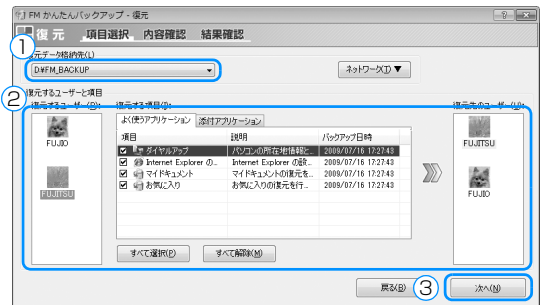 FM かんたんバックアップ - 復元
復元 項目選択 内容確認 結果確認
①
復元データ格納先(L)
D:¥FM_BACKUP
ネットワーク(T) ▼
②
復元するユーザーと項目
復元するユーザー(R): 復元する項目(I): 復元先のユーザー(U):
よく使うアプリケーション 添付アプリケーション
項目 説明 バックアップ日時
ダイヤルアップ パソコンの所在地情報と... 2009/07/16 17:27:43
Internet Explorer の... Internet Explorer の設... 2009/07/16 17:27:43
マイドキュメント マイドキュメントの復元を... 2009/07/16 17:27:43
お気に入り お気に入りの復元を行... 2009/07/16 17:27:43
FUJIO
FUJITSU
FUJITSU
FUJIO
すべて選択(P) すべて解除(M)
戻る(B) ③ 次へ(N)